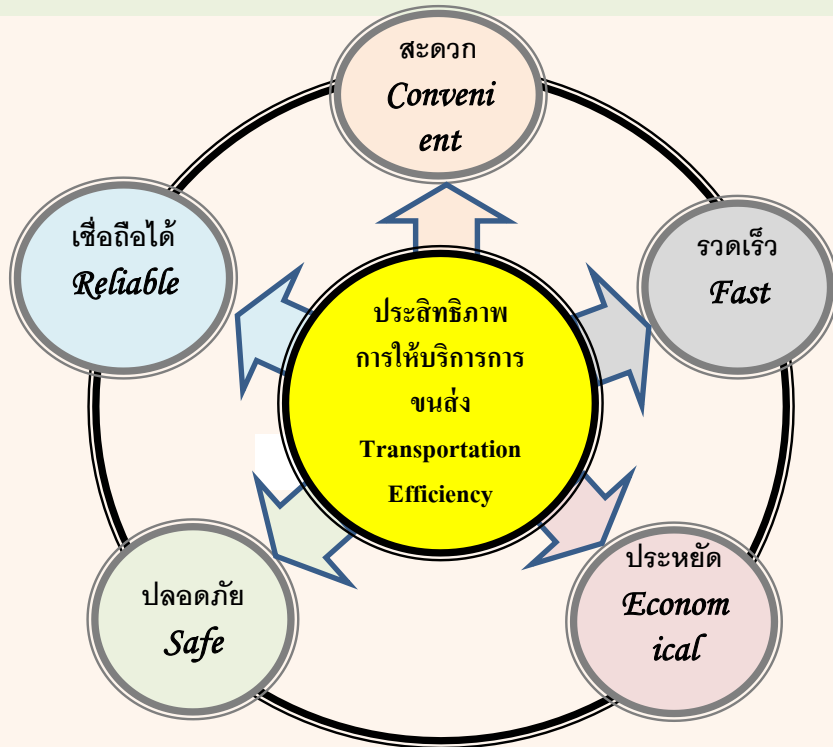 สะดวก
Conveni
ent
เชื่อถือได้
Reliable
รวดเร็ว
Fast
ประสิทธิภาพ
การให้บริการการ
ขนส่ง
Transportation
Efficiency
ปลอดภัย
Safe
ประหยัด
Econom
ical